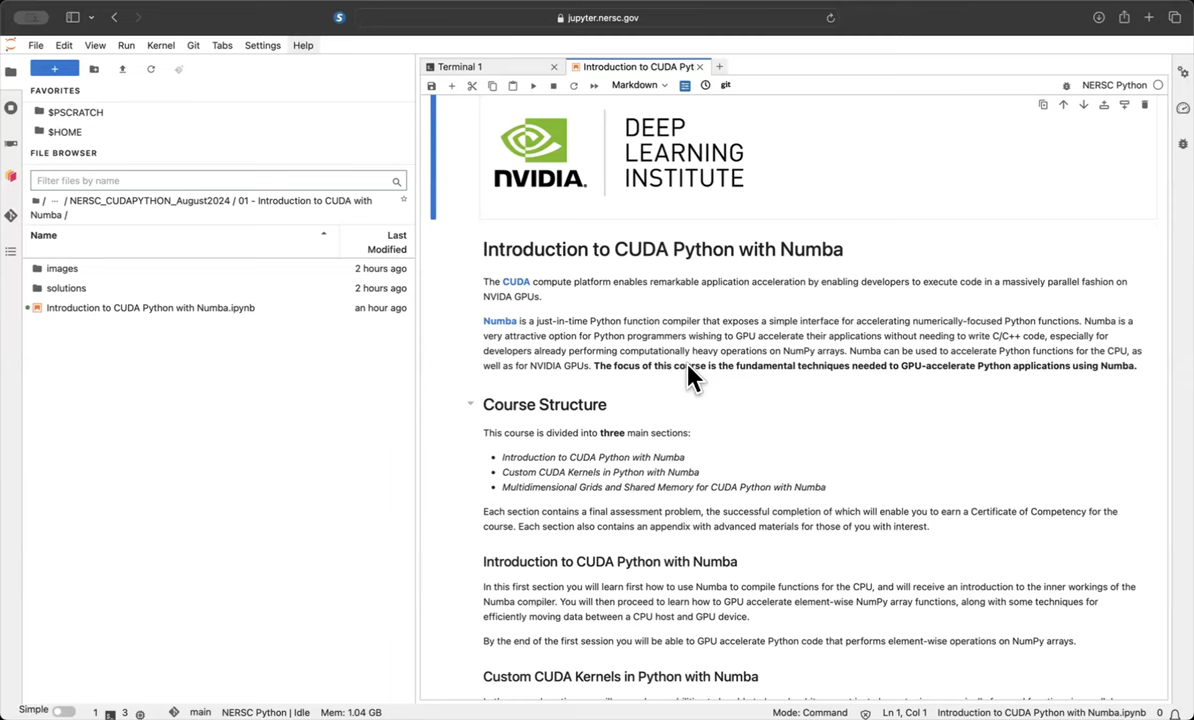 S
jupyter.nersc.gov
File Edit View Run Kernel Git Tabs Settings Help
+
FAVORITES
$PSCRATCH
$HOME
FILE BROWSER
Filter files by name
/ ··· / NERSC_CUDAPYTHON_August2024 / 01 - Introduction to CUDA with
Numba /
Name Last
Modified
images 2 hours ago
solutions 2 hours ago
Introduction to CUDA Python with Numba.ipynb an hour ago
Terminal 1 × Introduction to CUDA Pyt × +
Markdown git NERSC Python
NVIDIA.
DEEP
LEARNING
INSTITUTE
Introduction to CUDA Python with Numba
The CUDA compute platform enables remarkable application acceleration by enabling developers to execute code in a massively parallel fashion on
NVIDA GPUs.
Numba is a just-in-time Python function compiler that exposes a simple interface for accelerating numerically-focused Python functions. Numba is a
very attractive option for Python programmers wishing to GPU accelerate their applications without needing to write C/C++ code, especially for
developers already performing computationally heavy operations on NumPy arrays. Numba can be used to accelerate Python functions for the CPU, as
well as for NVIDIA GPUs. The focus of this course is the fundamental techniques needed to GPU-accelerate Python applications using Numba.
Course Structure
This course is divided into three main sections:
• Introduction to CUDA Python with Numba
• Custom CUDA Kernels in Python with Numba
• Multidimensional Grids and Shared Memory for CUDA Python with Numba
Each section contains a final assessment problem, the successful completion of which will enable you to earn a Certificate of Competency for the
course. Each section also contains an appendix with advanced materials for those of you with interest.
Introduction to CUDA Python with Numba
In this first section you will learn first how to use Numba to compile functions for the CPU, and will receive an introduction to the inner workings of the
Numba compiler. You will then proceed to learn how to GPU accelerate element-wise NumPy array functions, along with some techniques for
efficiently moving data between a CPU host and GPU device.
By the end of the first session you will be able to GPU accelerate Python code that performs element-wise operations on NumPy arrays.
Custom CUDA Kernels in Python with Numba
Simple 1 3 main NERSC Python | Idle Mem: 1.04 GB Mode: Command Ln 1, Col 1 Introduction to CUDA Python with Numba.ipynb 0